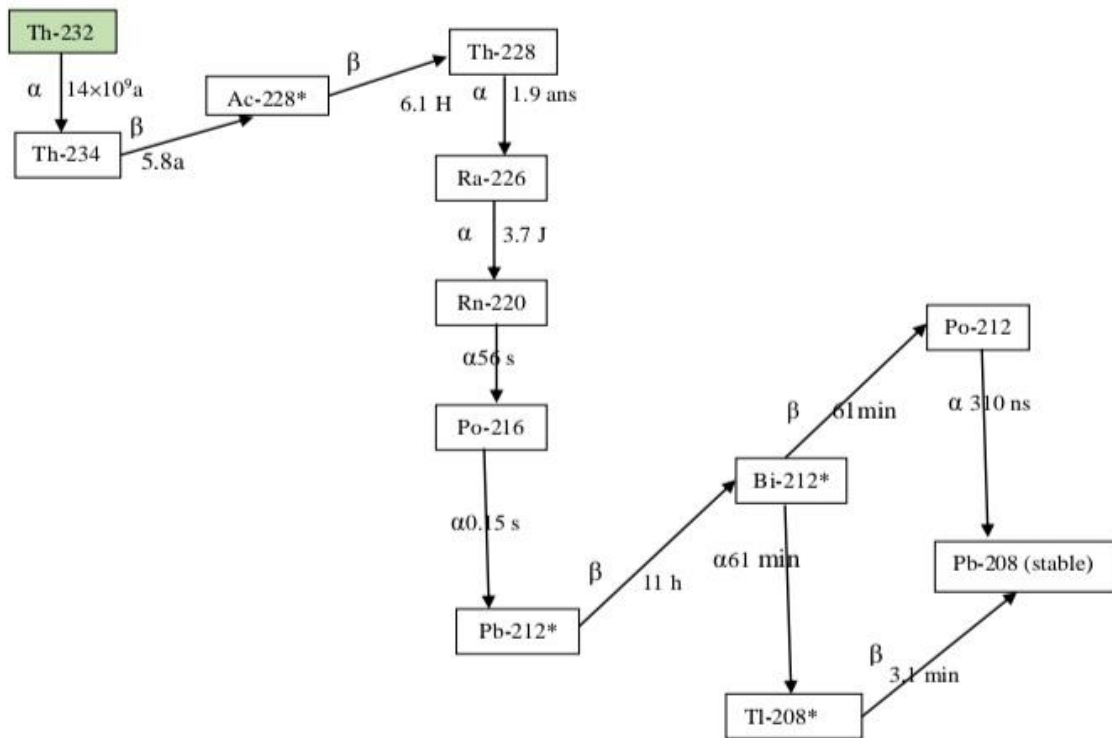 Th-232
α 14×10⁹a
Th-234
β
5.8a
Ac-228*
β
6.1 H
Th-228
α 1.9 ans
Ra-226
α 3.7 J
Rn-220
α56 s
Po-216
α0.15 s
Pb-212*
β
11 h
Bi-212*
β 61min
Po-212
α 310 ns
α61 min
Tl-208*
β
3,1 min
Pb-208 (stable)